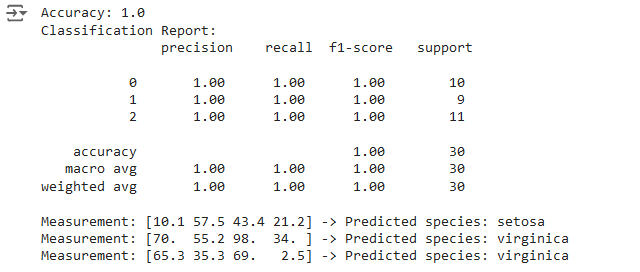 Accuracy: 1.0
Classification Report:
precision recall f1-score support
0 1.00 1.00 1.00 10
1 1.00 1.00 1.00 9
2 1.00 1.00 1.00 11
accuracy 1.00 30
macro avg 1.00 1.00 1.00 30
weighted avg 1.00 1.00 1.00 30
Measurement: [10.1 57.5 43.4 21.2] -> Predicted species: setosa
Measurement: [70. 55.2 98. 34. ] -> Predicted species: virginica
Measurement: [65.3 35.3 69. 2.5] -> Predicted species: virginica